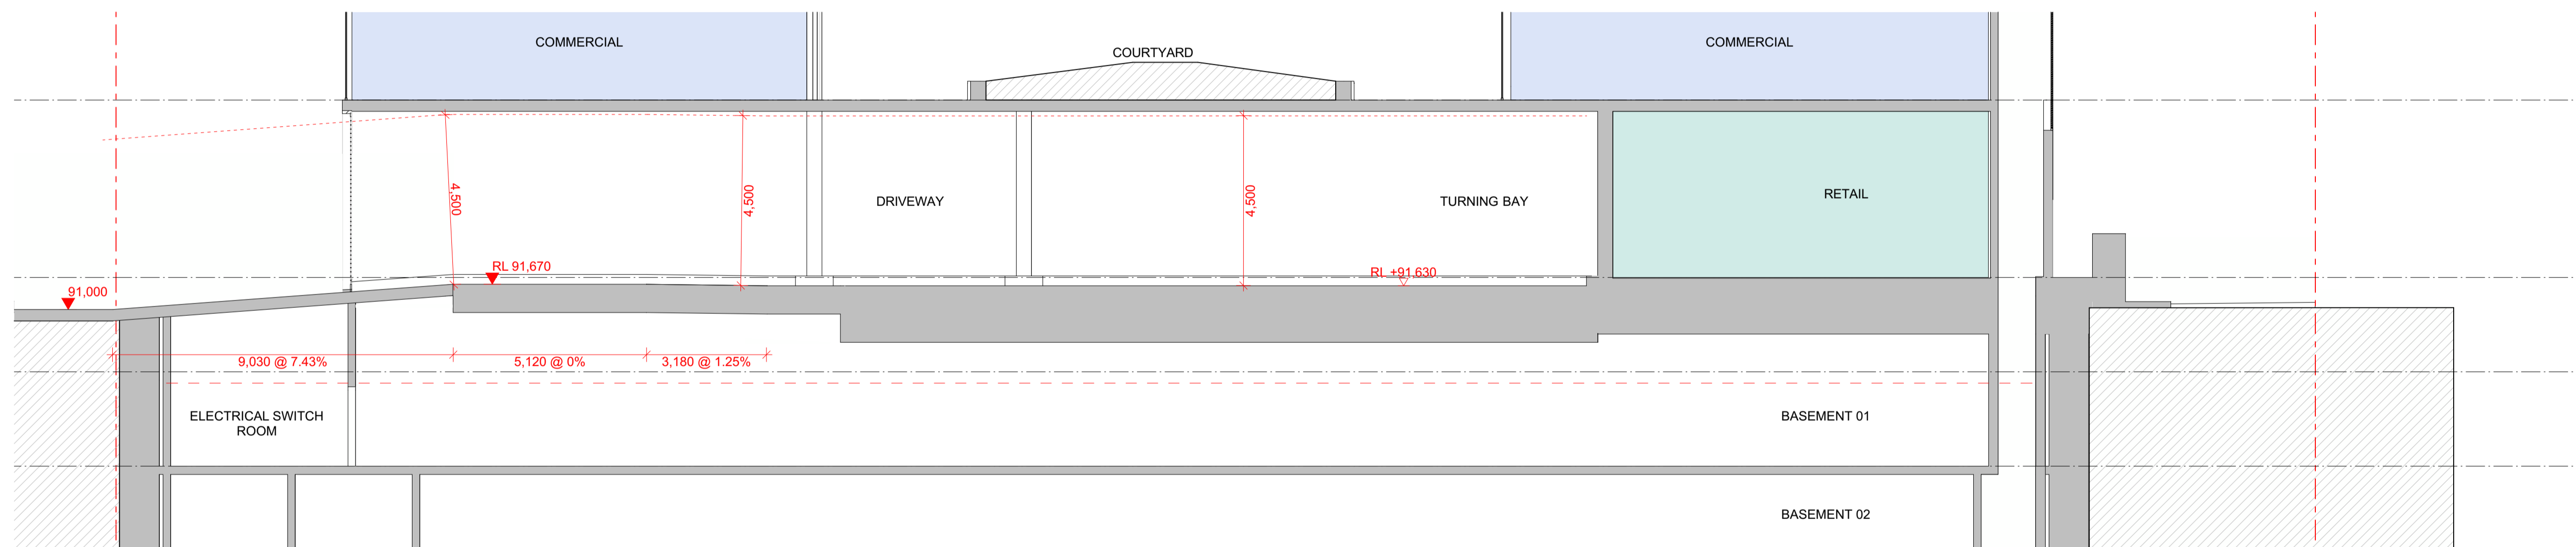 COMMERCIAL
COURTYARD
COMMERCIAL
4,500
4,500
DRIVEWAY
4,500
TURNING BAY
RETAIL
RL 91,670
RL +91,630
91,000
9,030 @ 7.43%
5,120 @ 0%
3,180 @ 1.25%
ELECTRICAL SWITCH
ROOM
BASEMENT 01
BASEMENT 02